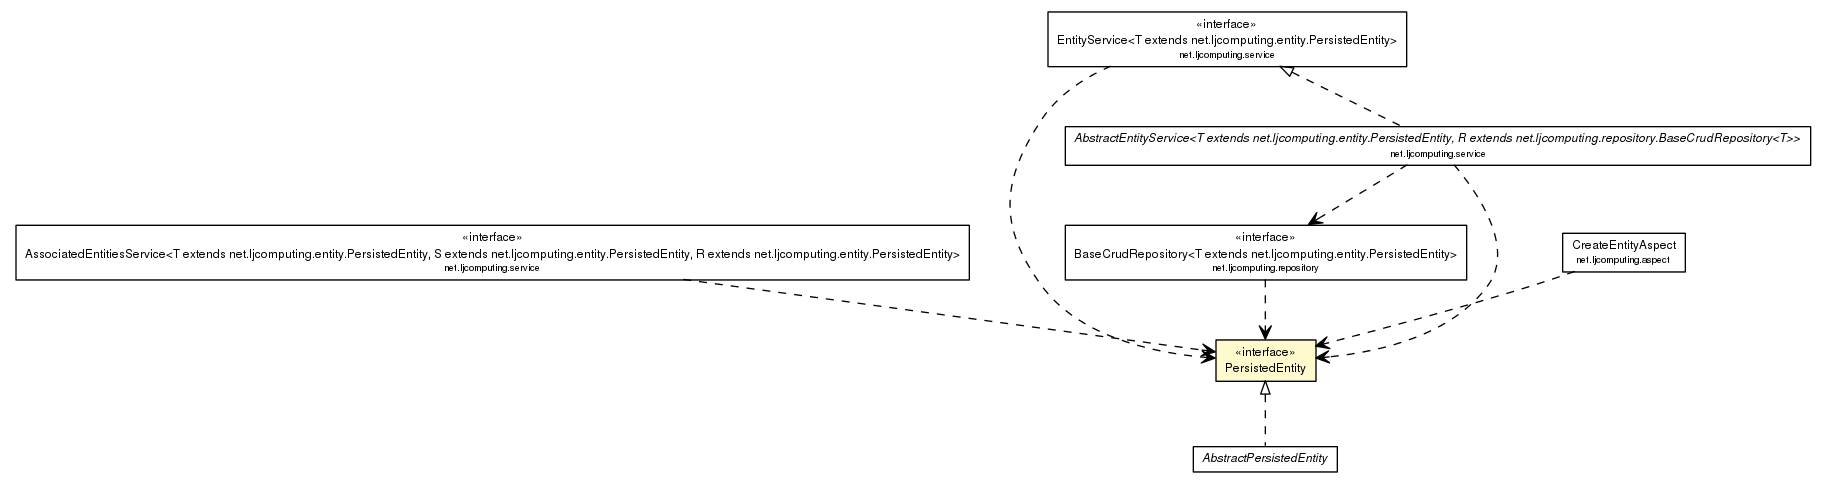 «interface»
EntityService<T extends net.ljcomputing.entity.PersistedEntity>
net.ljcomputing.service
AbstractEntityService<T extends net.ljcomputing.entity.PersistedEntity, R extends net.ljcomputing.repository.BaseCrudRepository<T>>
net.ljcomputing.service
«interface»
AssociatedEntitiesService<T extends net.ljcomputing.entity.PersistedEntity, S extends net.ljcomputing.entity.PersistedEntity, R extends net.ljcomputing.entity.PersistedEntity>
net.ljcomputing.service
«interface»
BaseCrudRepository<T extends net.ljcomputing.entity.PersistedEntity>
net.ljcomputing.repository
CreateEntityAspect
net.ljcomputing.aspect
«interface»
PersistedEntity
AbstractPersistedEntity